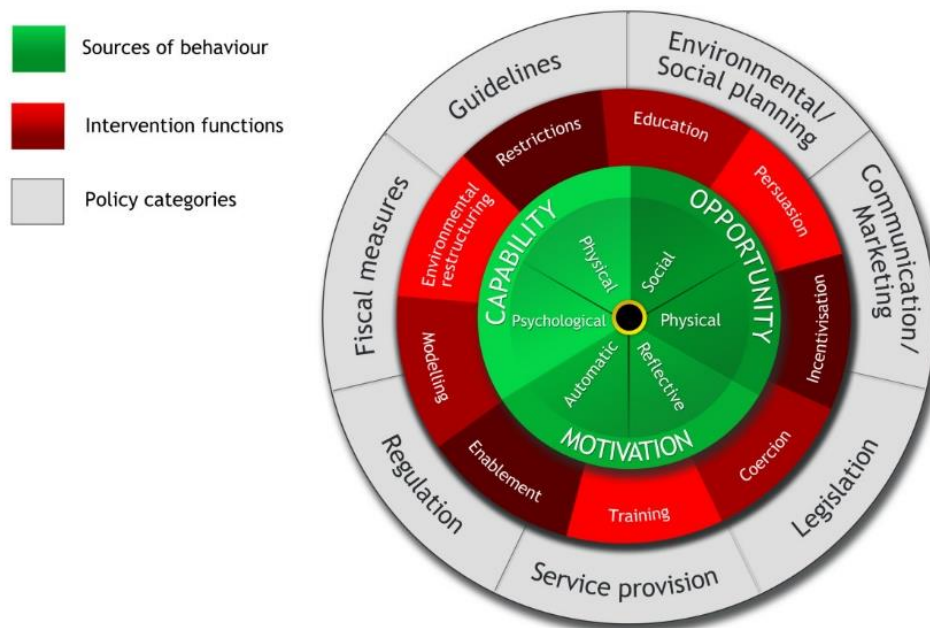 Sources of behaviour
Intervention functions
Policy categories
Environmental/
Social planning
Communication/
Marketing
Legislation
Service provision
Regulation
Fiscal measures
Guidelines
Education
Persuasion
Incentivisation
Coercion
Training
Enablement
Modelling
Environmental
restructuring
Restrictions
CAPABILITY
OPPORTUNITY
MOTIVATION
Physical
Social
Psychological
Physical
Automatic
Reflective